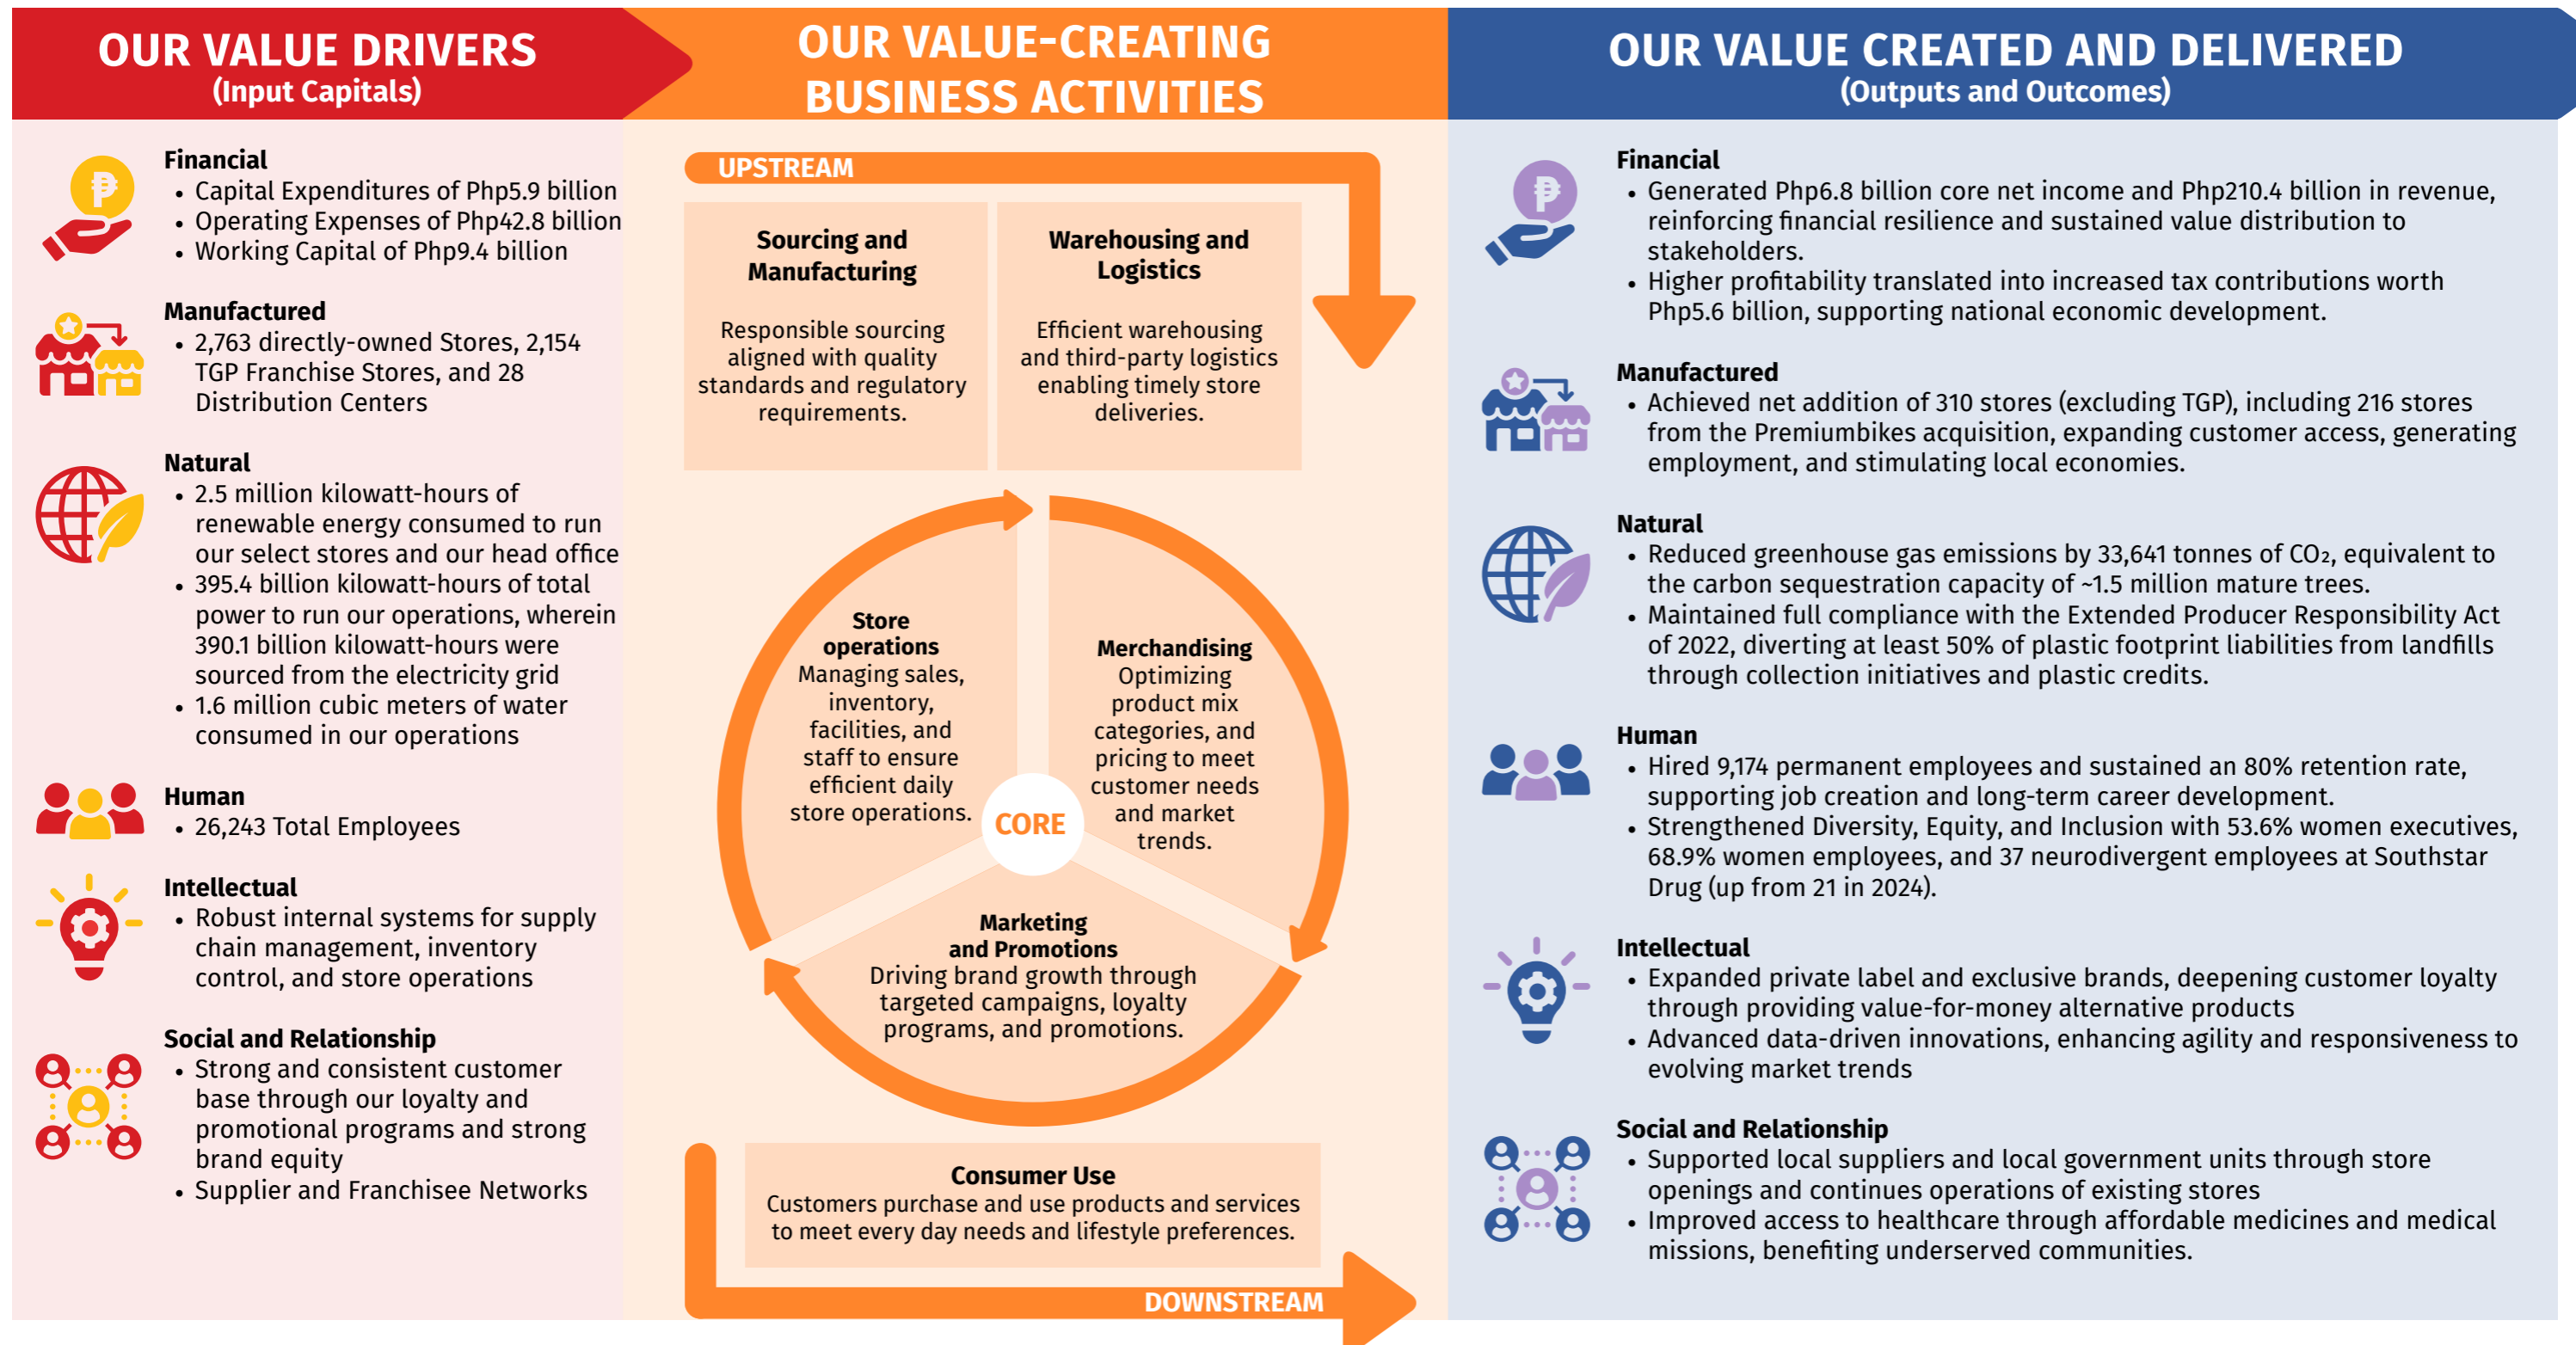 OUR VALUE DRIVERS
(Input Capitals)
Financial
• Capital Expenditures of Php5.9 billion
• Operating Expenses of Php42.8 billion
• Working Capital of Php9.4 billion
Manufactured
• 2,763 directly-owned Stores, 2,154
TGP Franchise Stores, and 28
Distribution Centers
Natural
• 2.5 million kilowatt-hours of
renewable energy consumed to run
our select stores and our head office
• 395.4 billion kilowatt-hours of total
power to run our operations, wherein
390.1 billion kilowatt-hours were
sourced from the electricity grid
• 1.6 million cubic meters of water
consumed in our operations
Human
• 26,243 Total Employees
Intellectual
• Robust internal systems for supply
chain management, inventory
control, and store operations
Social and Relationship
• Strong and consistent customer
base through our loyalty and
promotional programs and strong
brand equity
• Supplier and Franchisee Networks
OUR VALUE-CREATING
BUSINESS ACTIVITIES
UPSTREAM
Sourcing and
Manufacturing
Responsible sourcing
aligned with quality
standards and regulatory
requirements.
Warehousing and
Logistics
Efficient warehousing
and third-party logistics
enabling timely store
deliveries.
Store
operations
Managing sales,
inventory,
facilities, and
staff to ensure
efficient daily
store operations.
Merchandising
Optimizing
product mix
categories, and
pricing to meet
customer needs
and market
trends.
CORE
Marketing
and Promotions
Driving brand growth through
targeted campaigns, loyalty
programs, and promotions.
Consumer Use
Customers purchase and use products and services
to meet every day needs and lifestyle preferences.
DOWNSTREAM
OUR VALUE CREATED AND DELIVERED
(Outputs and Outcomes)
Financial
• Generated Php6.8 billion core net income and Php210.4 billion in revenue,
reinforcing financial resilience and sustained value distribution to
stakeholders.
• Higher profitability translated into increased tax contributions worth
Php5.6 billion, supporting national economic development.
Manufactured
• Achieved net addition of 310 stores (excluding TGP), including 216 stores
from the Premiumbikes acquisition, expanding customer access, generating
employment, and stimulating local economies.
Natural
• Reduced greenhouse gas emissions by 33,641 tonnes of CO₂, equivalent to
the carbon sequestration capacity of ~1.5 million mature trees.
• Maintained full compliance with the Extended Producer Responsibility Act
of 2022, diverting at least 50% of plastic footprint liabilities from landfills
through collection initiatives and plastic credits.
Human
• Hired 9,174 permanent employees and sustained an 80% retention rate,
supporting job creation and long-term career development.
• Strengthened Diversity, Equity, and Inclusion with 53.6% women executives,
68.9% women employees, and 37 neurodivergent employees at Southstar
Drug (up from 21 in 2024).
Intellectual
• Expanded private label and exclusive brands, deepening customer loyalty
through providing value-for-money alternative products
• Advanced data-driven innovations, enhancing agility and responsiveness to
evolving market trends
Social and Relationship
• Supported local suppliers and local government units through store
openings and continues operations of existing stores
• Improved access to healthcare through affordable medicines and medical
missions, benefiting underserved communities.